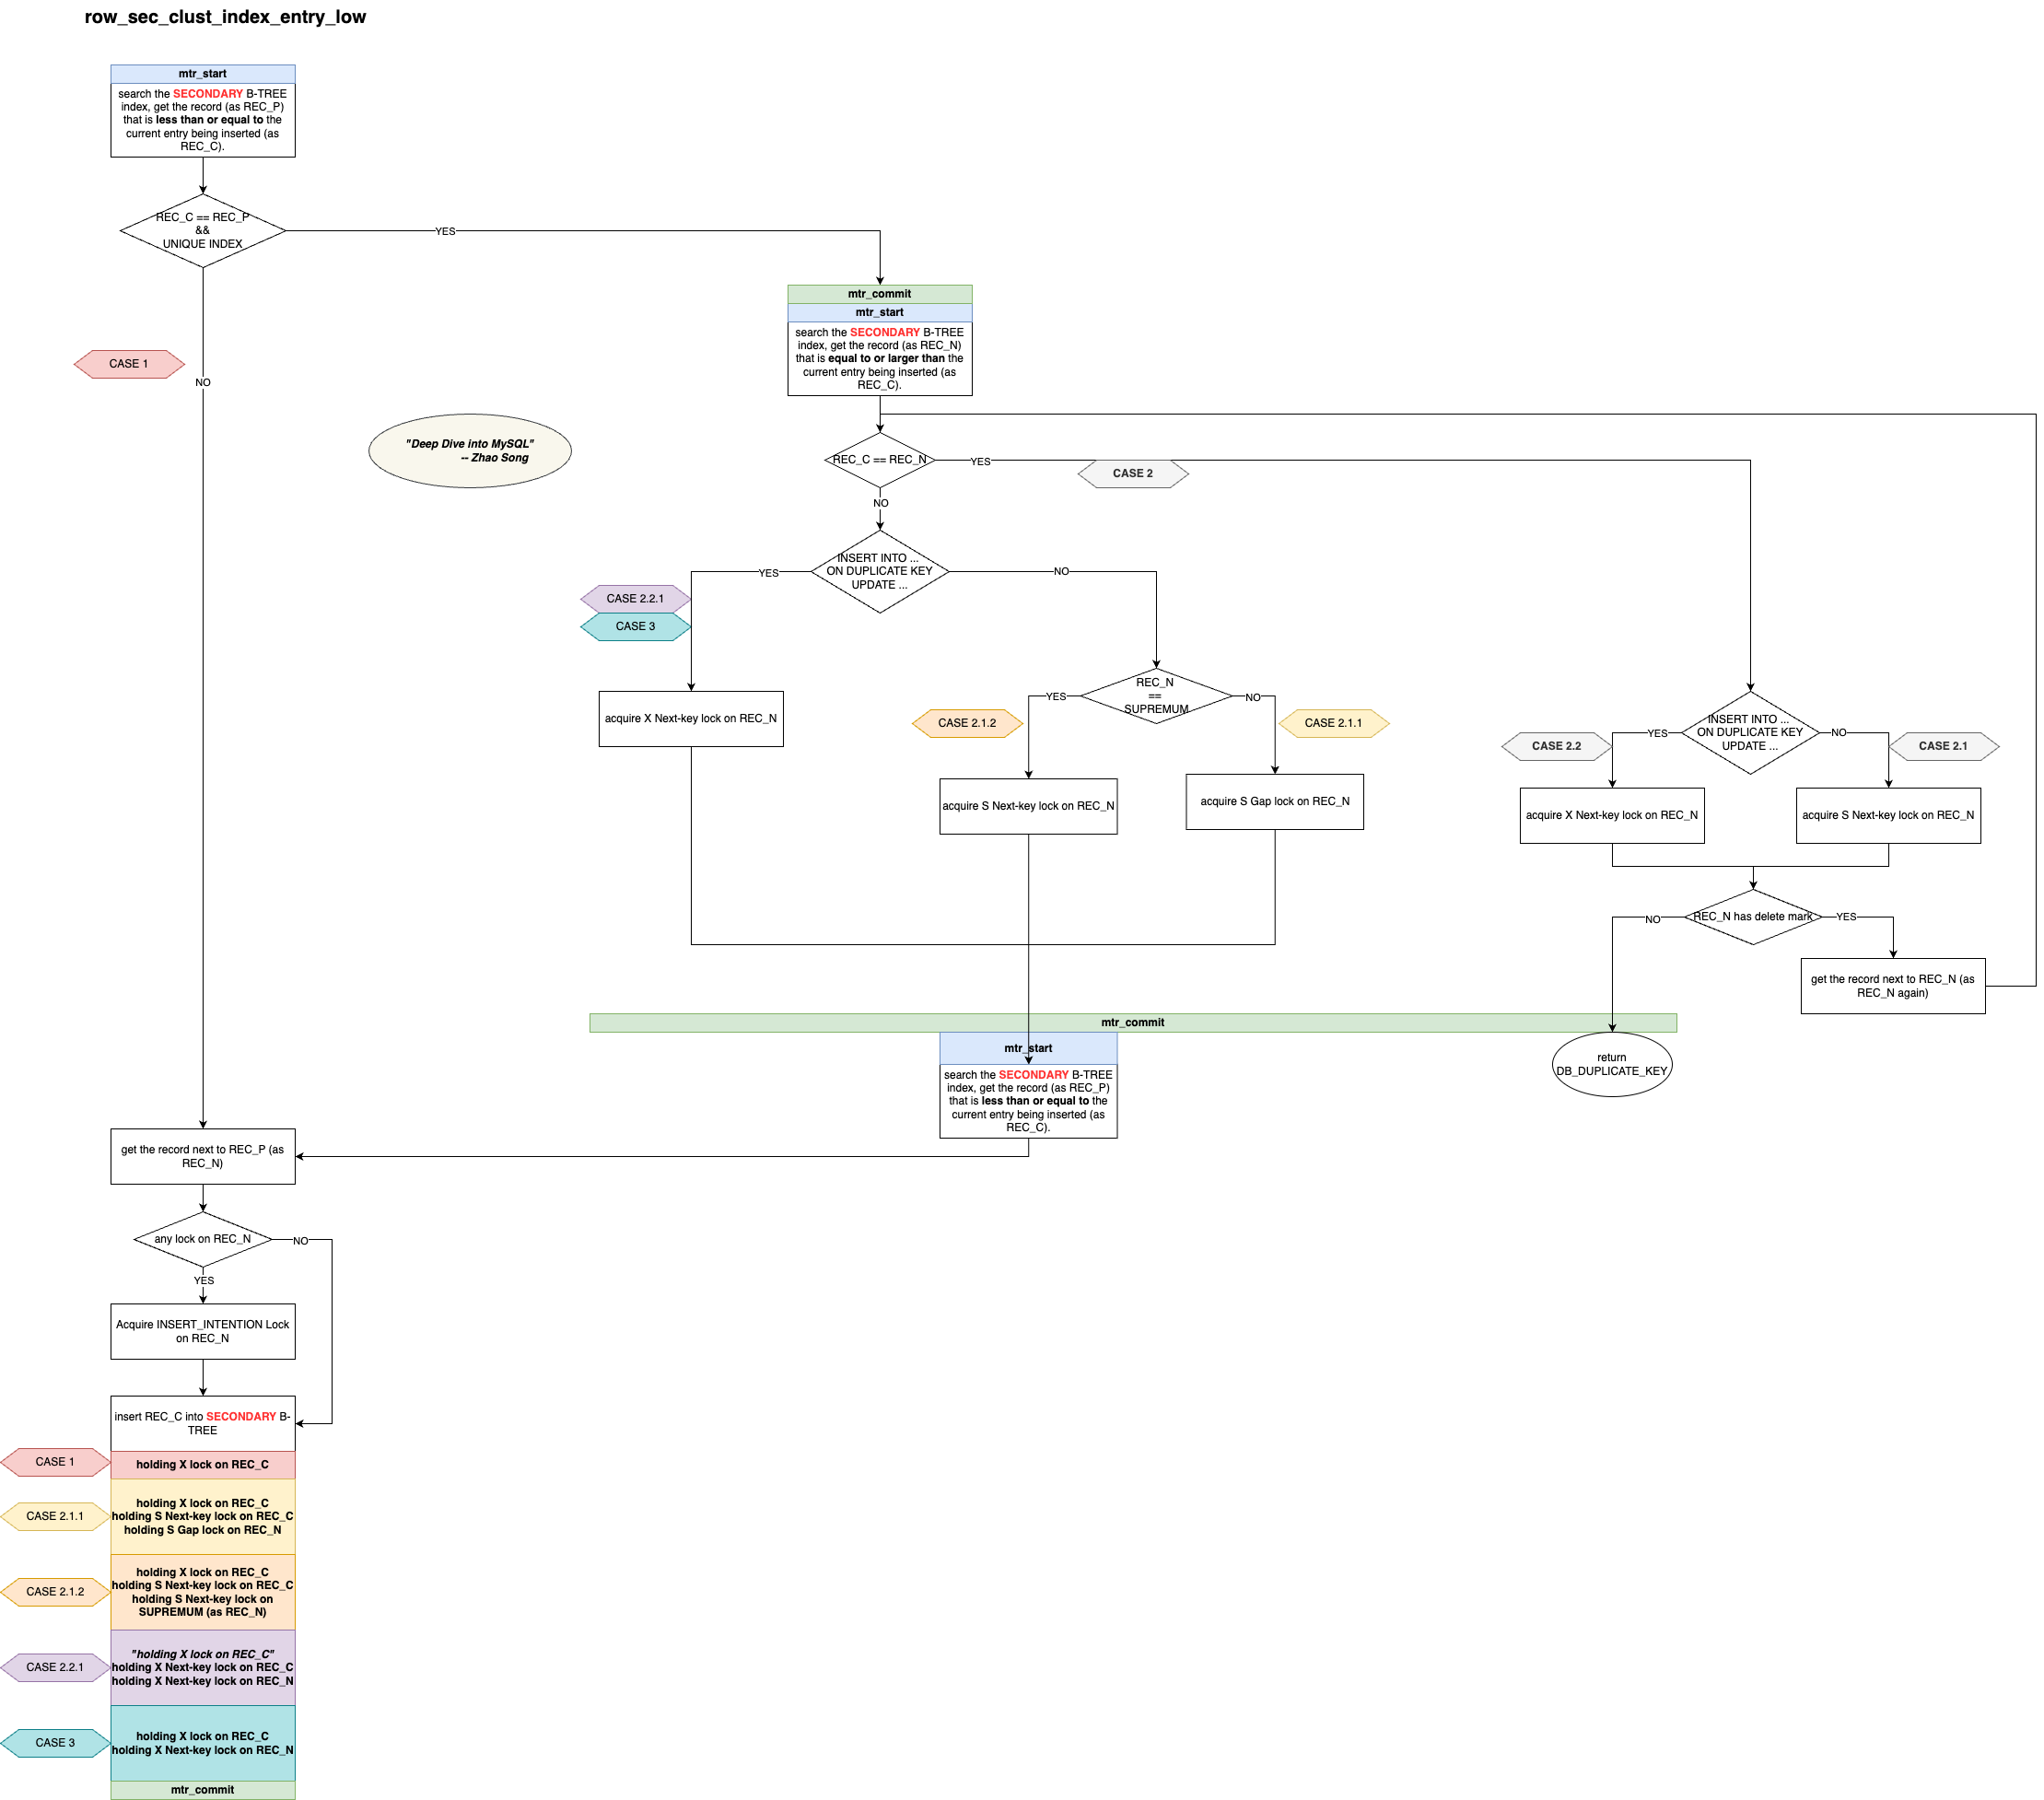 row_sec_clust_index_entry_low
mtr_start
search the SECONDARY B-TREE
index, get the record (as REC_P)
that is less than or equal to the
current entry being inserted (as
REC_C).
REC_C == REC_P
&&
UNIQUE INDEX
YES
mtr_commit
mtr_start
search the SECONDARY B-TREE
index, get the record (as REC_N)
that is equal to or larger than the
current entry being inserted (as
REC_C).
CASE 1
NO
"Deep Dive into MySQL"
-- Zhao Song
REC_C == REC_N
YES
CASE 2
NO
INSERT INTO ...
ON DUPLICATE KEY
UPDATE ...
YES
NO
CASE 2.2.1
CASE 3
acquire X Next-key lock on REC_N
REC_N
==
SUPREMUM
YES
NO
CASE 2.1.2
CASE 2.1.1
acquire S Next-key lock on REC_N
acquire S Gap lock on REC_N
INSERT INTO ...
ON DUPLICATE KEY
UPDATE ...
YES
NO
CASE 2.2
CASE 2.1
acquire X Next-key lock on REC_N
acquire S Next-key lock on REC_N
REC_N has delete mark
NO
YES
get the record next to REC_N (as
REC_N again)
mtr_commit
mtr_start
search the SECONDARY B-TREE
index, get the record (as REC_P)
that is less than or equal to the
current entry being inserted (as
REC_C).
return
DB_DUPLICATE_KEY
get the record next to REC_P (as
REC_N)
any lock on REC_N
NO
YES
Acquire INSERT_INTENTION Lock
on REC_N
insert REC_C into SECONDARY B-
TREE
CASE 1
holding X lock on REC_C
CASE 2.1.1
holding X lock on REC_C
holding S Next-key lock on REC_C
holding S Gap lock on REC_N
CASE 2.1.2
holding X lock on REC_C
holding S Next-key lock on REC_C
holding S Next-key lock on
SUPREMUM (as REC_N)
CASE 2.2.1
"holding X lock on REC_C"
holding X Next-key lock on REC_C
holding X Next-key lock on REC_N
CASE 3
holding X lock on REC_C
holding X Next-key lock on REC_N
mtr_commit